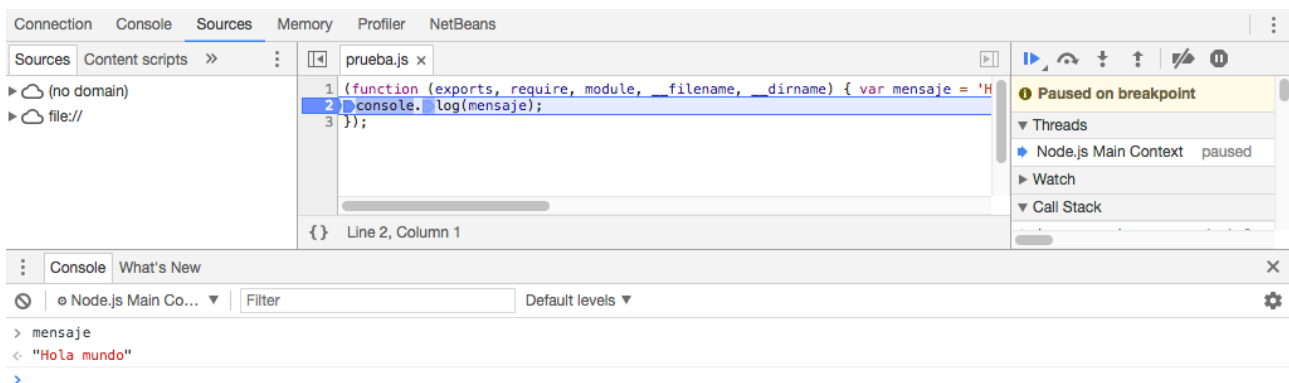 Connection Console Sources Memory Profiler NetBeans
Sources Content scripts »
prueba.js ×
(no domain)
file://
1 (function (exports, require, module, __filename, __dirname) { var mensaje = 'H
2 console.log(mensaje);
3 });
{} Line 2, Column 1
Paused on breakpoint
Threads
Node.js Main Context paused
Watch
Call Stack
Console What's New
Node.js Main Co... Filter Default levels
> mensaje
"Hola mundo"
>